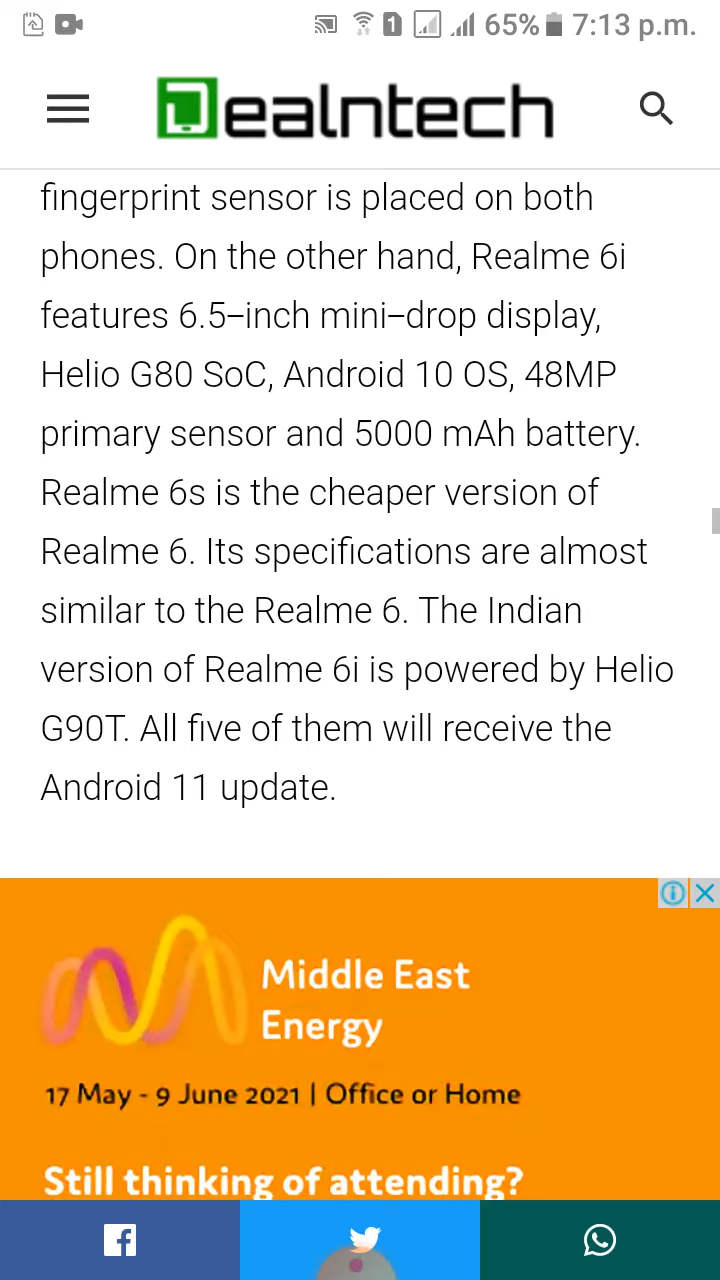 1 65% 7:13 p.m.
Dealntech
fingerprint sensor is placed on both
phones. On the other hand, Realme 6i
features 6.5–inch mini–drop display,
Helio G80 SoC, Android 10 OS, 48MP
primary sensor and 5000 mAh battery.
Realme 6s is the cheaper version of
Realme 6. Its specifications are almost
similar to the Realme 6. The Indian
version of Realme 6i is powered by Helio
G90T. All five of them will receive the
Android 11 update.
Middle East
Energy
17 May - 9 June 2021 | Office or Home
Still thinking of attending?